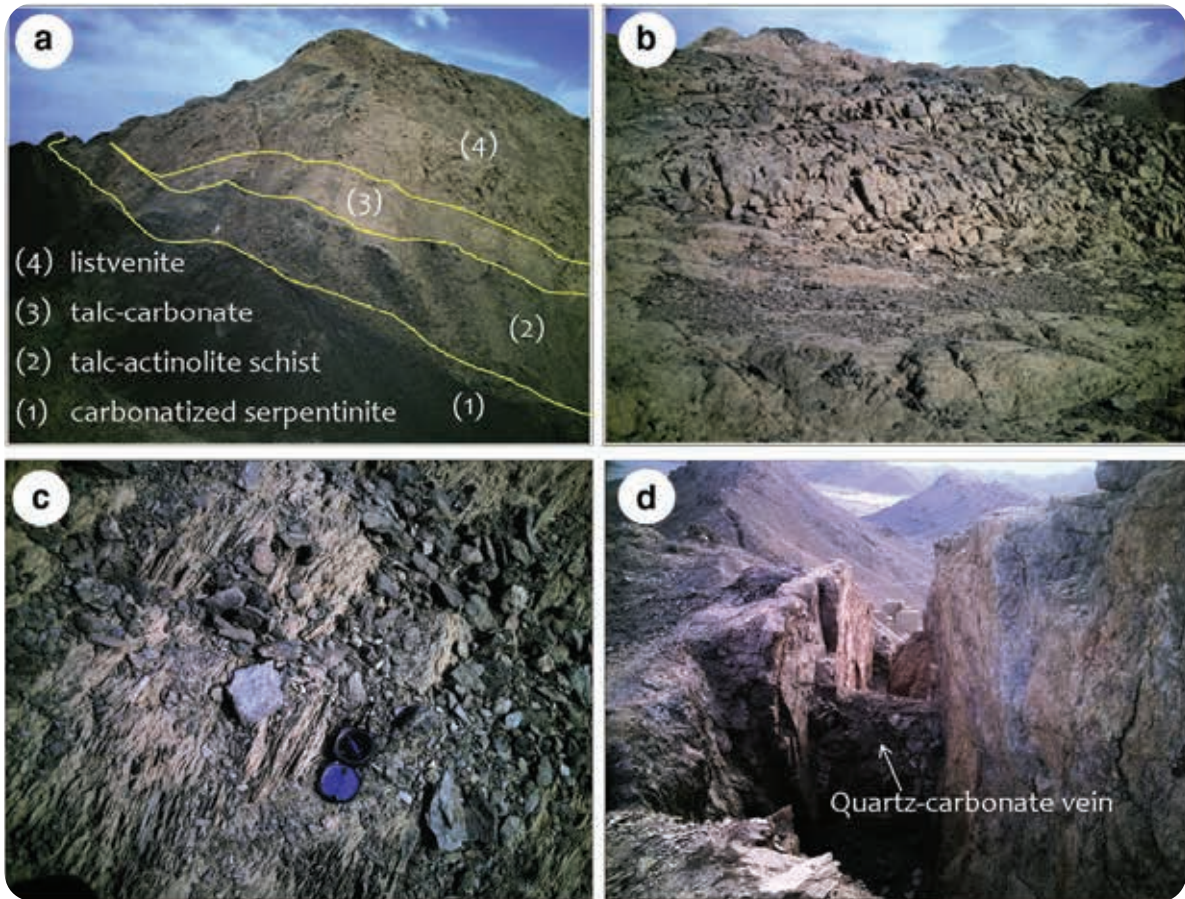 a
(4)
(3)
(4) listvenite
(3) talc-carbonate
(2)
(2) talc-actinolite schist
(1) carbonatized serpentinite
(1)
b
c
d
Quartz-carbonate vein